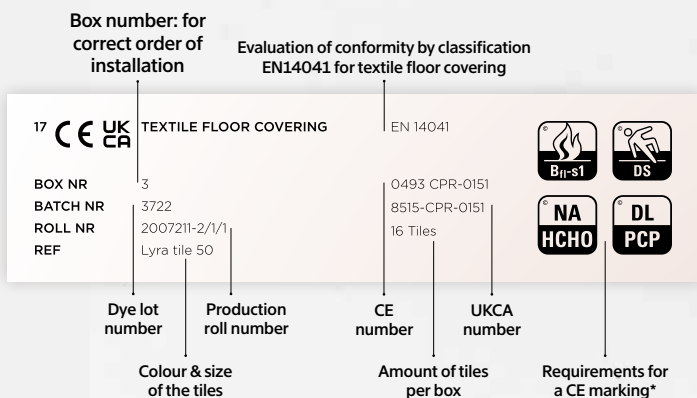 Box number: for
correct order of
installation
Evaluation of conformity by classification
EN14041 for textile floor covering
17 CE UK CA TEXTILE FLOOR COVERING EN 14041
BOX NR 3 0493 CPR-0151
BATCH NR 3722 8515-CPR-0151
ROLL NR 2007211-2/1/1 16 Tiles
REF Lyra tile 50
© Bfl-s1
© DS
© NA
HCHO
© DL
PCP
Dye lot
number
Production
roll number
CE
number
UKCA
number
Colour & size
of the tiles
Amount of tiles
per box
Requirements for
a CE marking*